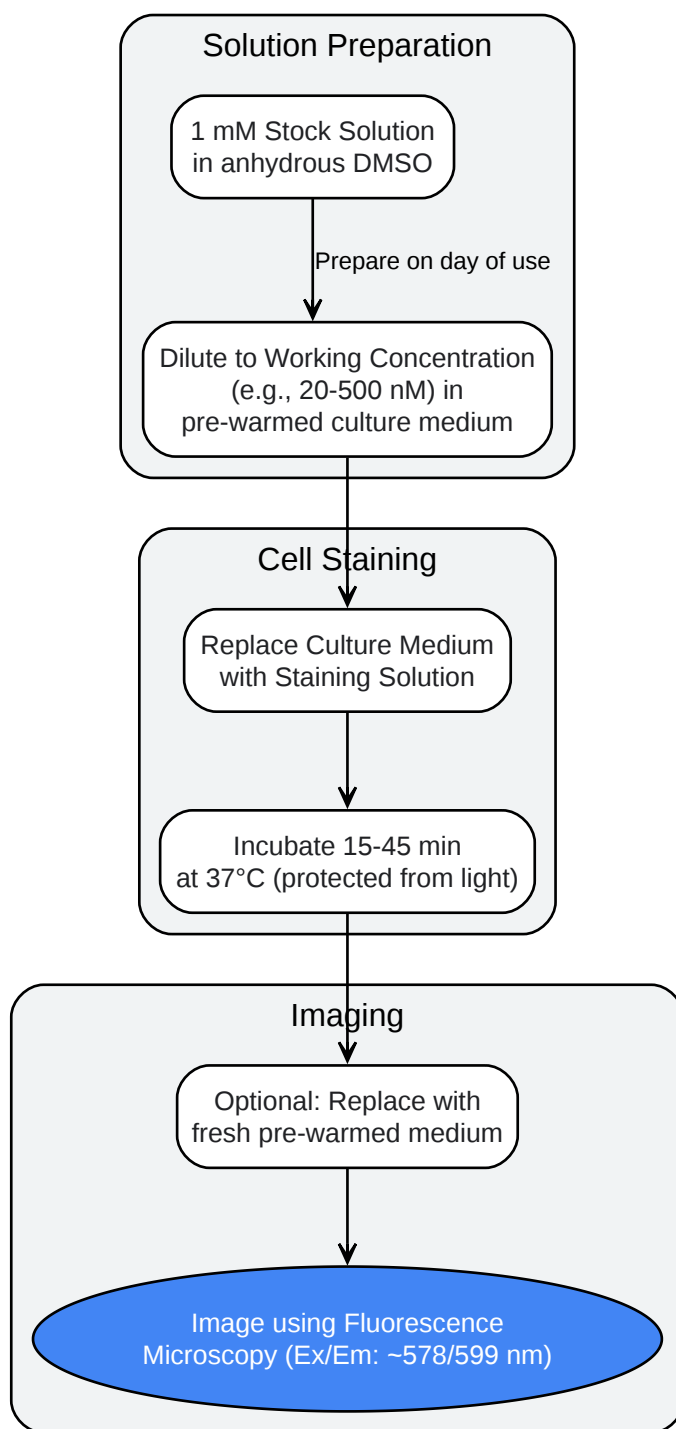 Solution Preparation
1 mM Stock Solution
in anhydrous DMSO
Prepare on day of use
Dilute to Working Concentration
(e.g., 20-500 nM) in
pre-warmed culture medium
Cell Staining
Replace Culture Medium
with Staining Solution
Incubate 15-45 min
at 37°C (protected from light)
Imaging
Optional: Replace with
fresh pre-warmed medium
Image using Fluorescence
Microscopy (Ex/Em: ~578/599 nm)